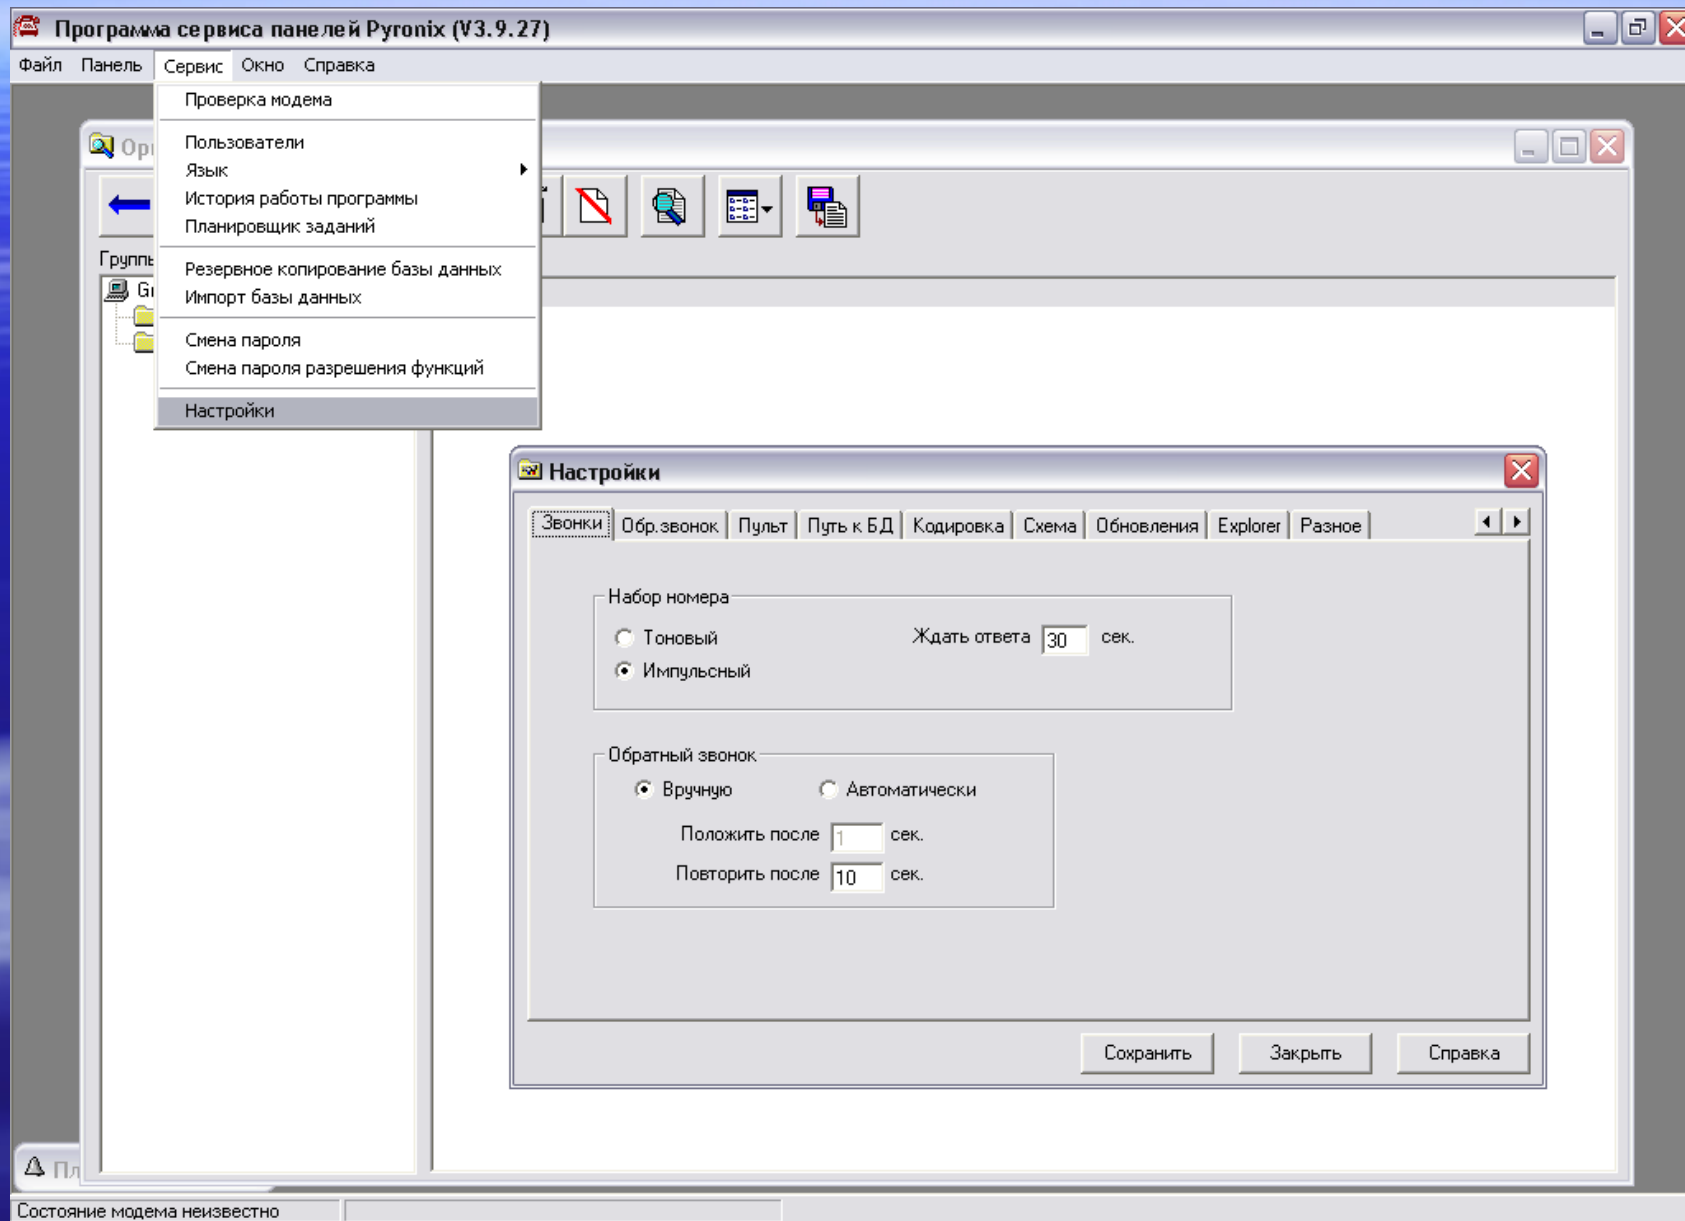 Программа сервиса панелей Pyronix (V3.9.27)
Файл Панель Сервис Окно Справка
Проверка модема
Пользователи
Язык
История работы программы
Планировщик заданий
Резервное копирование базы данных
Импорт базы данных
Смена пароля
Смена пароля разрешения функций
Настройки
Настройки
Звонки Обр.звонок Пульт Путь к БД Кодировка Схема Обновления Explorer Разное
Набор номера
Тоновый Ждать ответа 30 сек.
Импульсный
Обратный звонок
Вручную Автоматически
Положить после 1 сек.
Повторить после 10 сек.
Сохранить Закрыть Справка
Состояние модема неизвестно